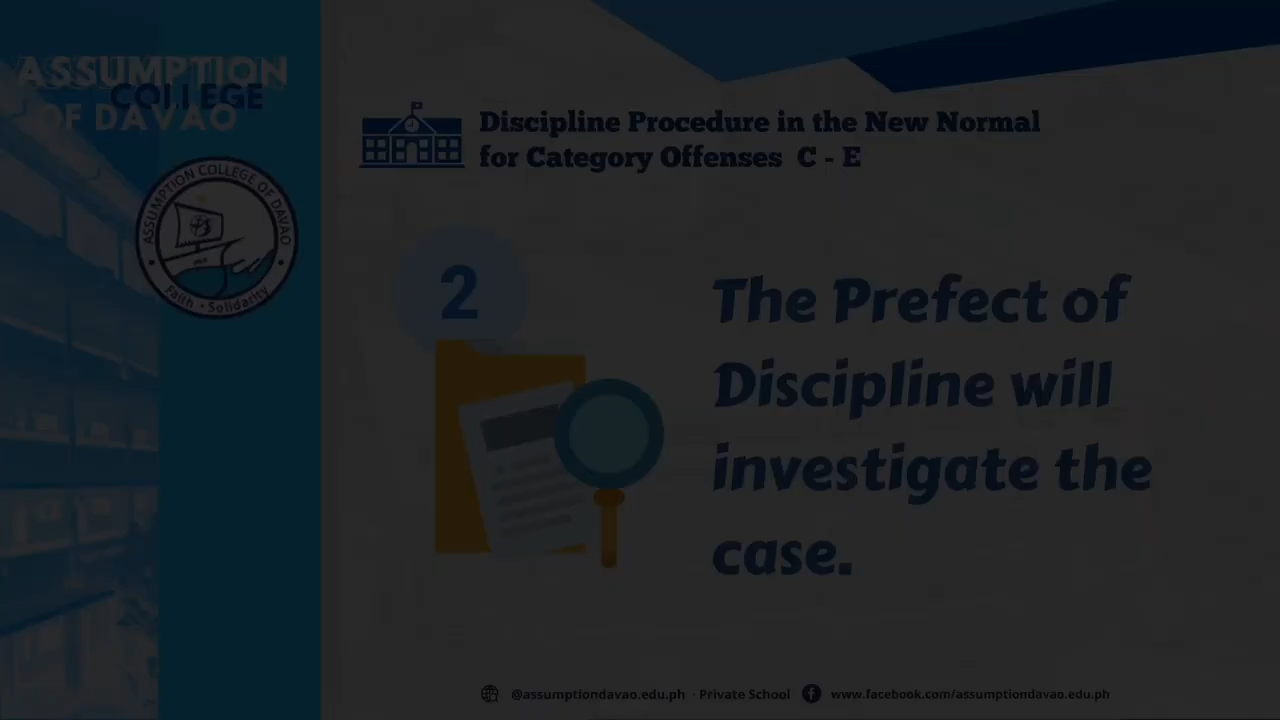 ASSUMPTION
COLLEGE
OF DAVAO
ASSUMPTION COLLEGE OF DAVAO
Faith • Solidarity
Discipline Procedure in the New Normal
for Category Offenses C - E
2
The Prefect of
Discipline will
investigate the
case.
@assumptiondavao.edu.ph · Private School www.facebook.com/assumptiondavao.edu.ph